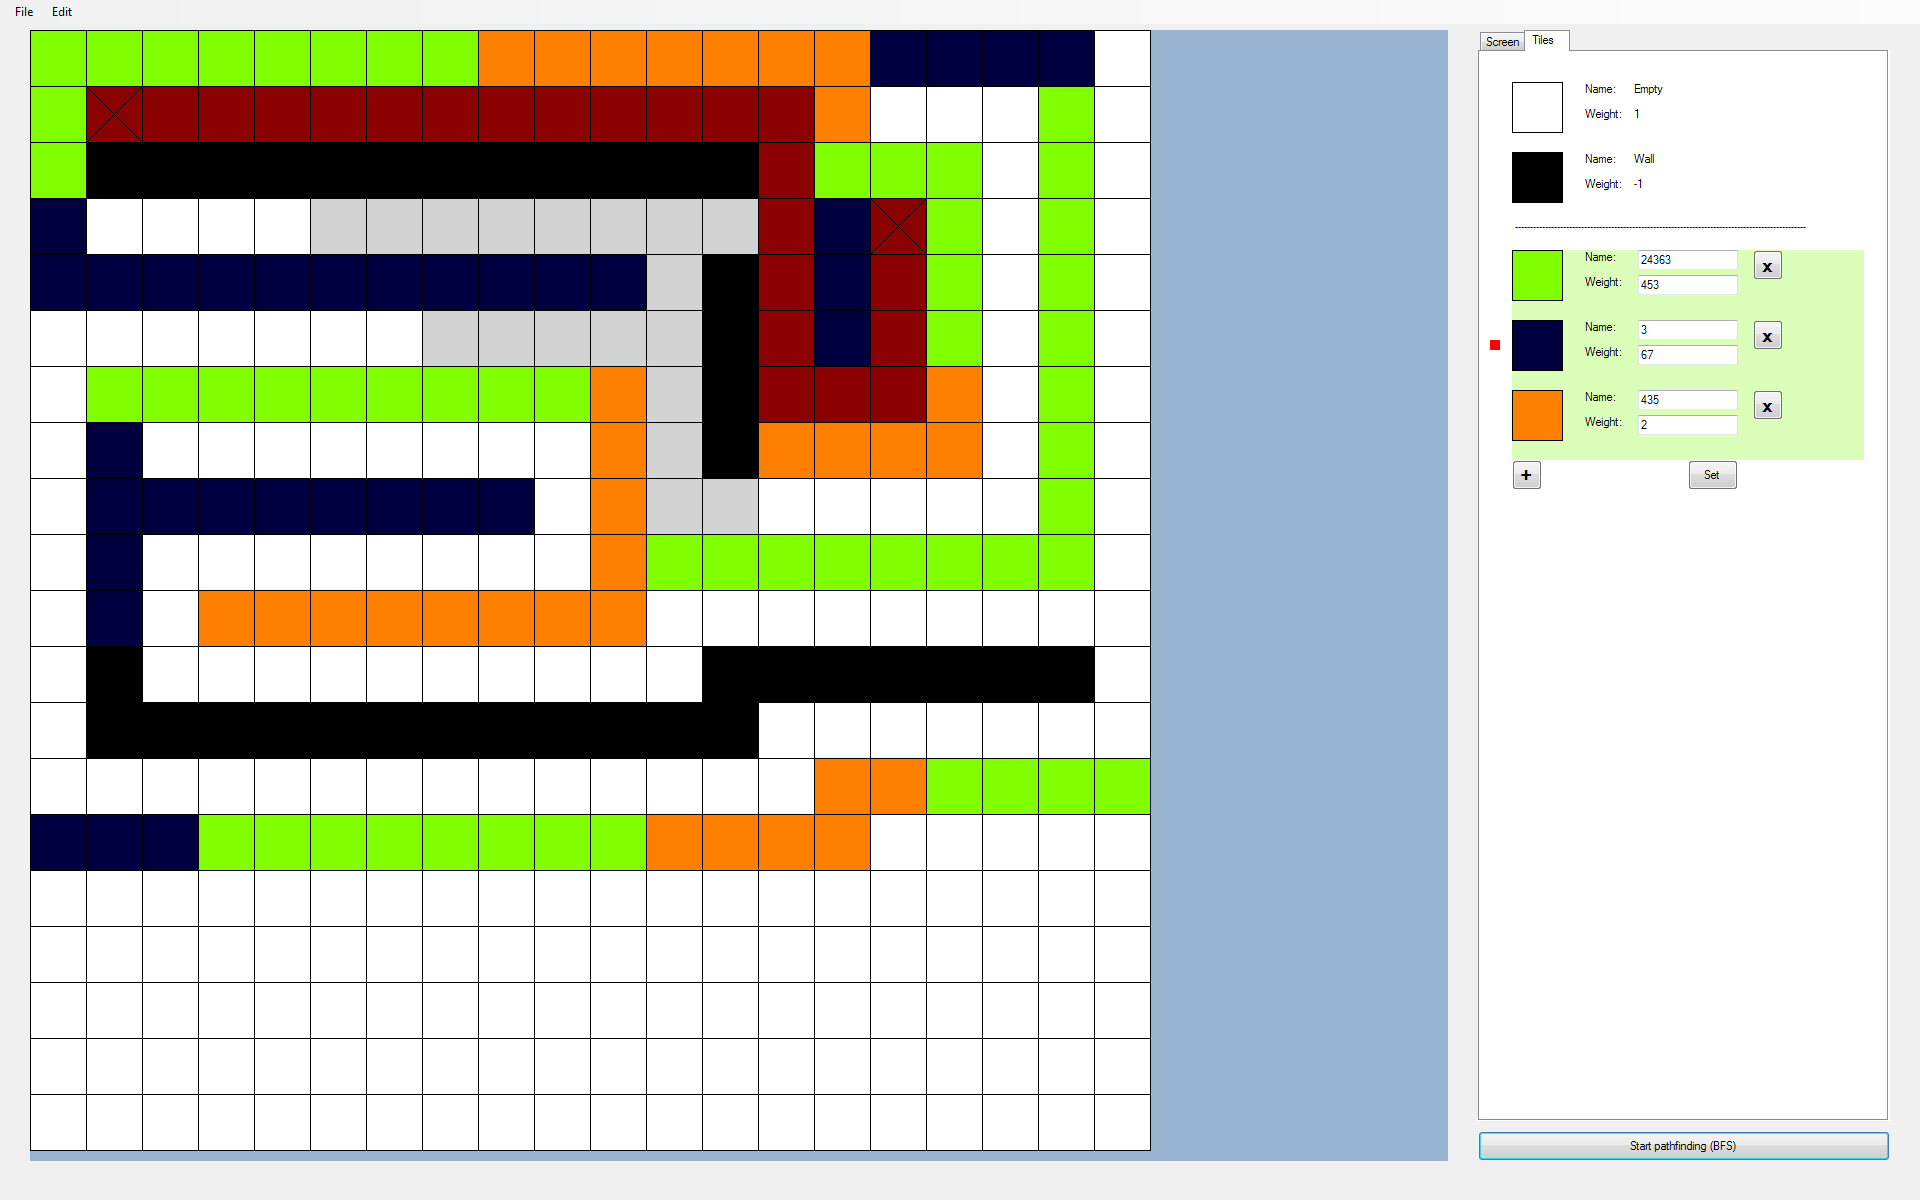 File Edit
Screen Tiles
Name: Empty
Weight: 1
Name: Wall
Weight: -1
Name: 24363
x
Weight: 453
Name: 3
x
Weight: 67
Name: 435
x
Weight: 2
+ Set
Start pathfinding (BFS)